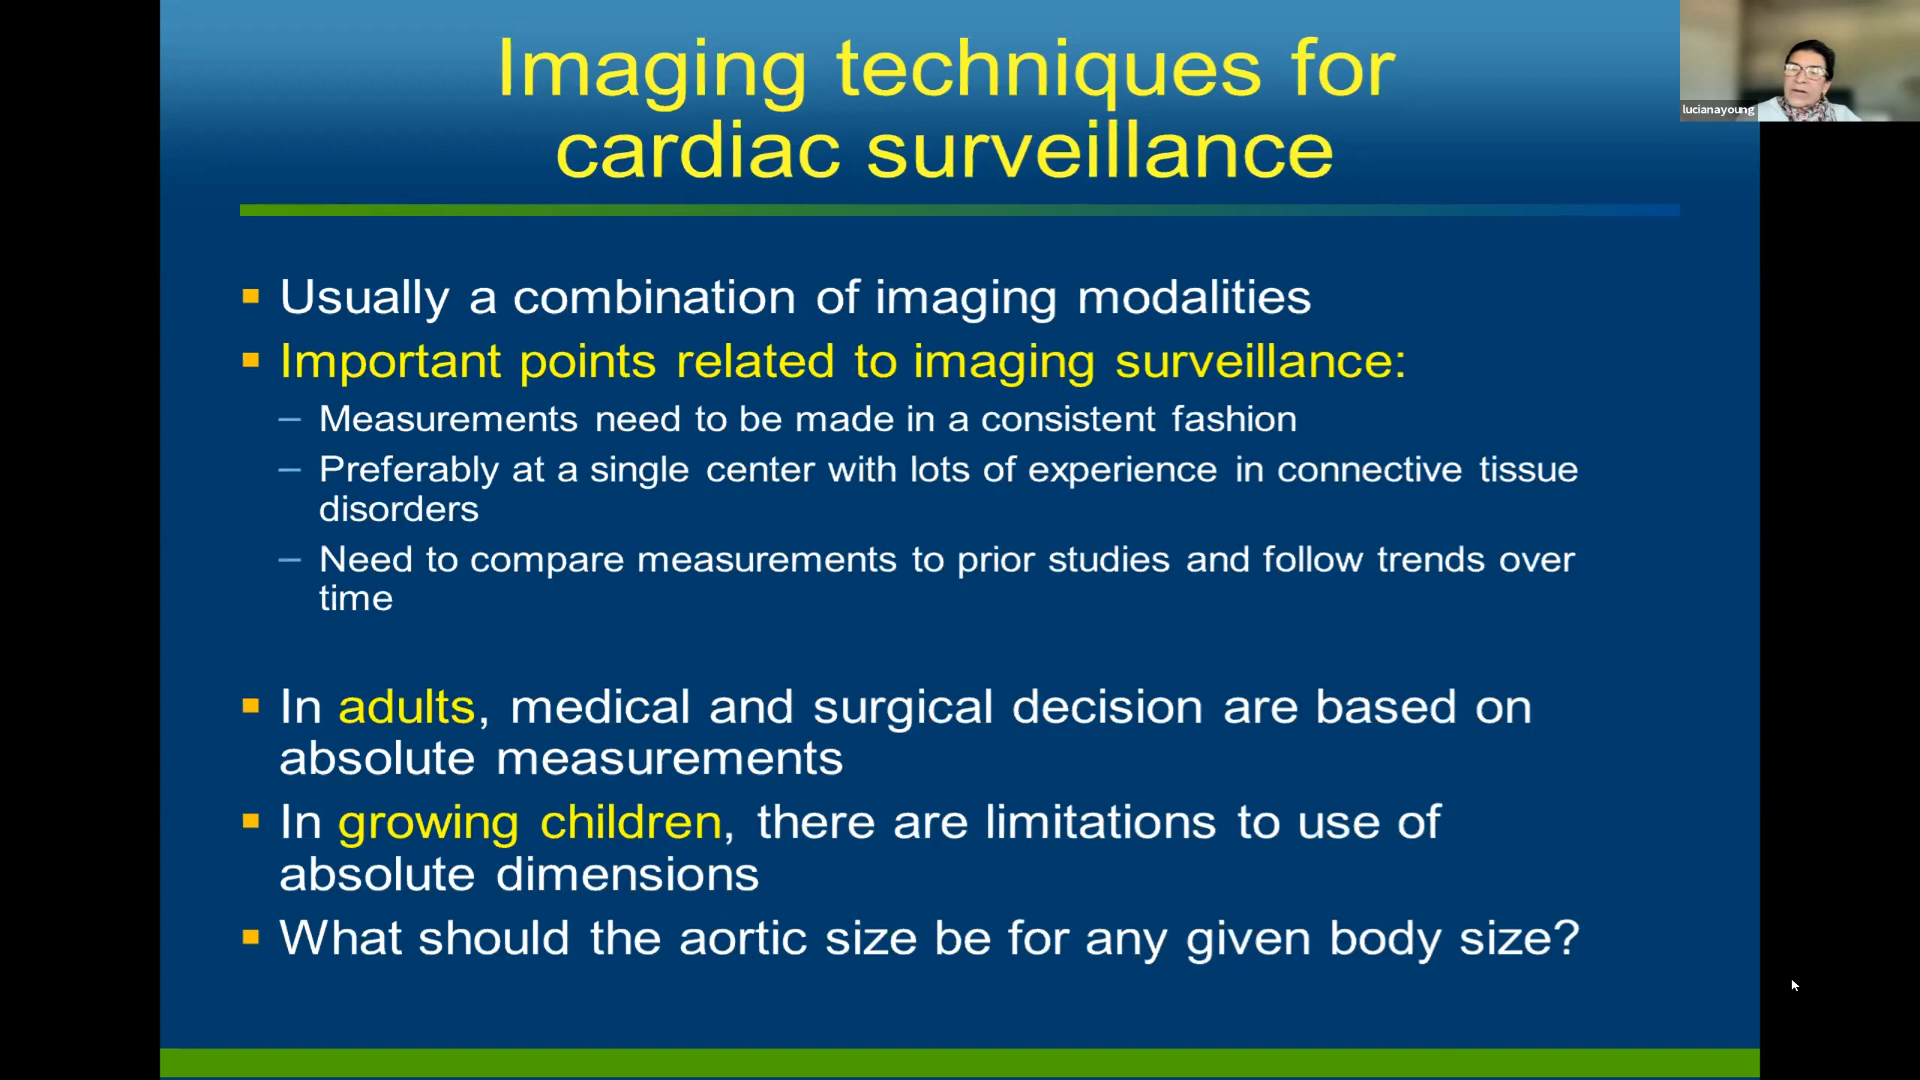 Imaging techniques for
cardiac surveillance
lucianayoung
Usually a combination of imaging modalities
Important points related to imaging surveillance:
– Measurements need to be made in a consistent fashion
– Preferably at a single center with lots of experience in connective tissue
disorders
– Need to compare measurements to prior studies and follow trends over
time
In adults, medical and surgical decision are based on
absolute measurements
In growing children, there are limitations to use of
absolute dimensions
What should the aortic size be for any given body size?